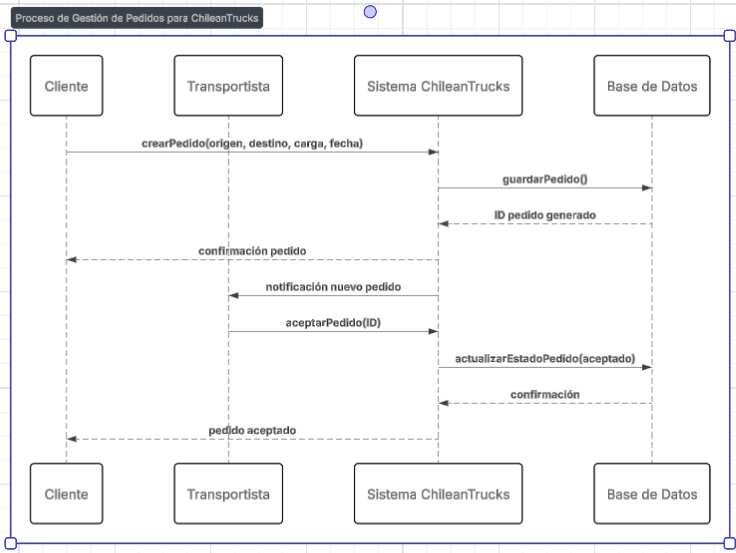 Proceso de Gestión de Pedidos para ChileanTrucks
Cliente
Transportista
Sistema ChileanTrucks
Base de Datos
crearPedido(origen, destino, carga, fecha)
guardarPedido()
ID pedido generado
confirmación pedido
notificación nuevo pedido
aceptarPedido(ID)
actualizarEstadoPedido(aceptado)
confirmación
pedido aceptado
Cliente
Transportista
Sistema ChileanTrucks
Base de Datos